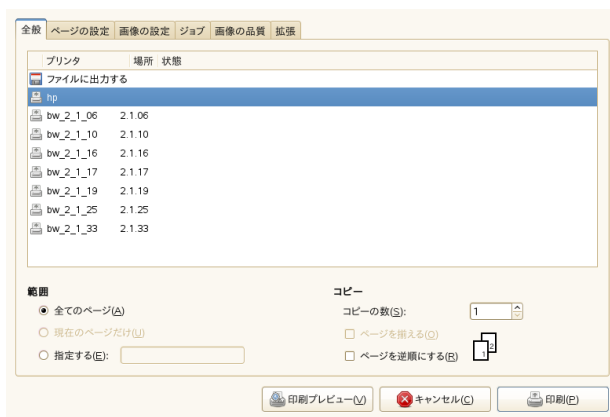 全般 ページの設定 画像の設定 ジョブ 画像の品質 拡張
プリンタ 場所 状態
ファイルに出力する
hp
bw_2_1_06 2.1.06
bw_2_1_10 2.1.10
bw_2_1_16 2.1.16
bw_2_1_17 2.1.17
bw_2_1_19 2.1.19
bw_2_1_25 2.1.25
bw_2_1_33 2.1.33
範囲
全てのページ(A)
現在のページだけ(U)
指定する(E):
コピー
コピーの数(S): 1
ページを揃える(O)
ページを逆順にする(R) 1 2
印刷プレビュー(V) キャンセル(C) 印刷(P)